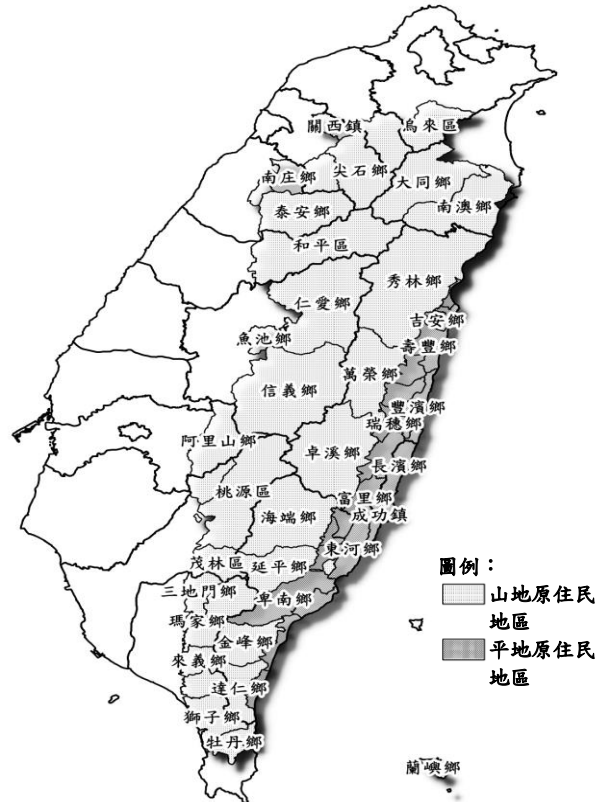 關西鎮
烏來區
尖石鄉
南庄鄉
大同鄉
泰安鄉
南澳鄉
和平區
秀林鄉
仁愛鄉
吉安鄉
魚池鄉
壽豐鄉
萬榮鄉
信義鄉
豐濱鄉
瑞穗鄉
阿里山鄉
卓溪鄉
長濱鄉
桃源區
富里鄉
海端鄉
成功鎮
東河鄉
茂林區
延平鄉
三地門鄉
卑南鄉
瑪家鄉
金峰鄉
來義鄉
達仁鄉
獅子鄉
牡丹鄉
蘭嶼鄉
圖例：
山地原住民
地區
平地原住民
地區